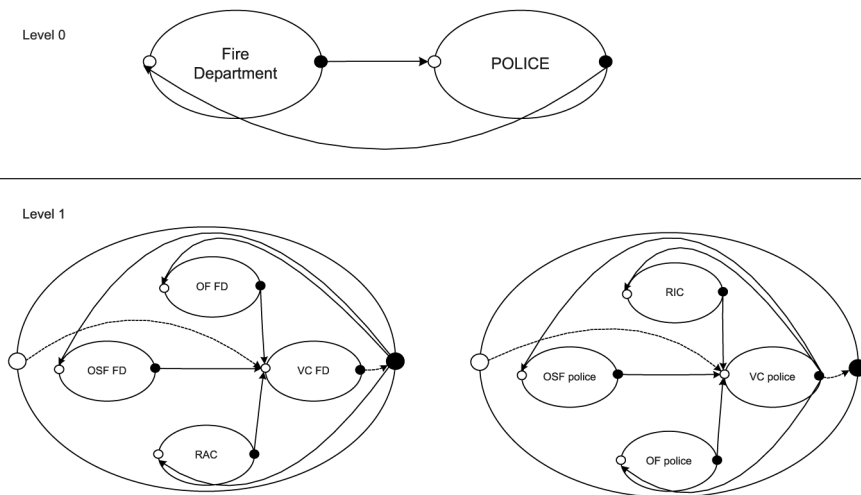 Level 0
Fire
Department
POLICE
Level 1
OF FD
OSF FD
VC FD
RAC
RIC
OSF police
VC police
OF police